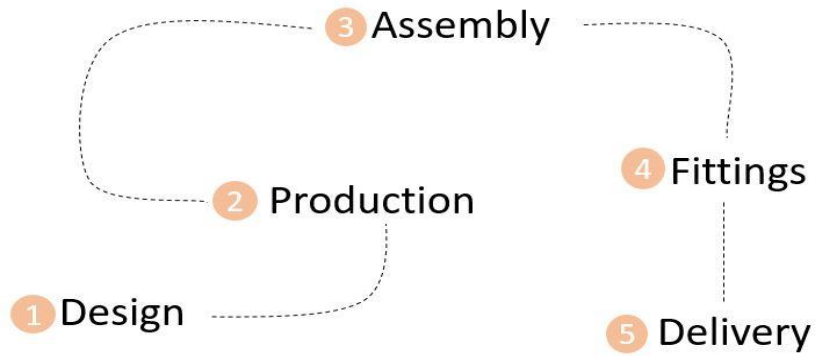 3 Assembly
4 Fittings
2 Production
1 Design
5 Delivery